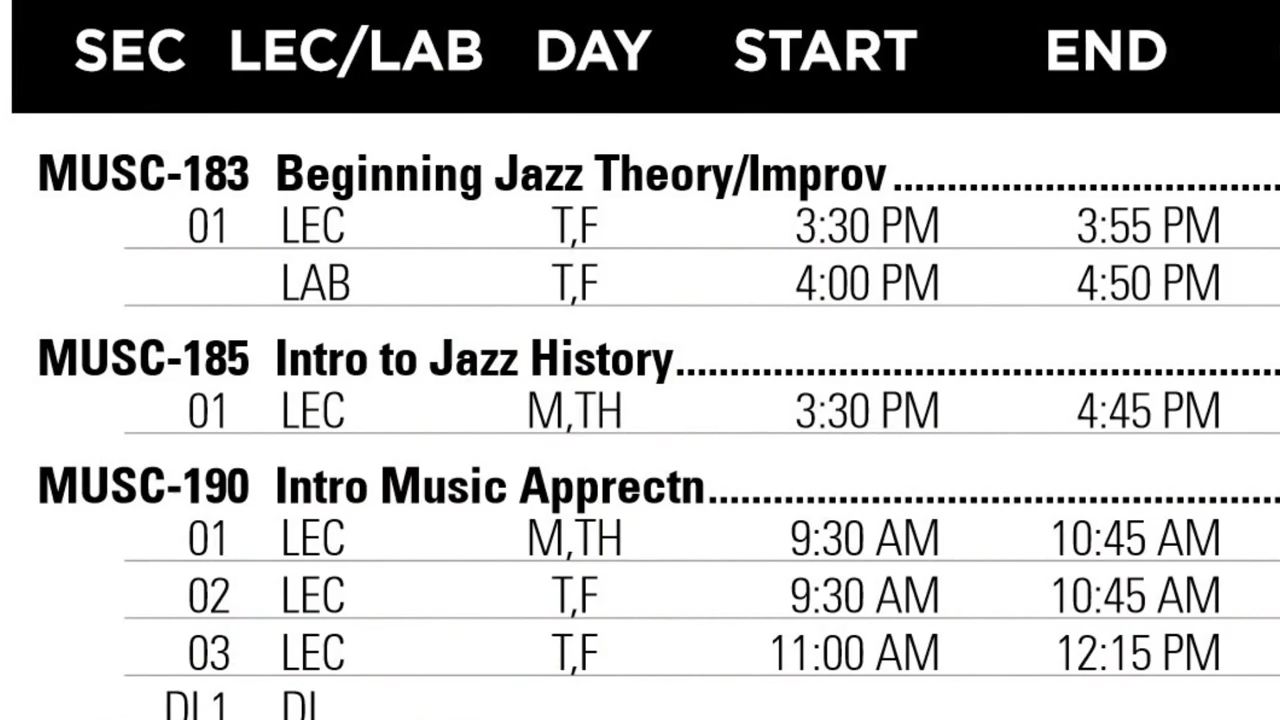 SEC LEC/LAB DAY START END
MUSC-183 Beginning Jazz Theory/Improv
01 LEC T,F 3:30 PM 3:55 PM
LAB T,F 4:00 PM 4:50 PM
MUSC-185 Intro to Jazz History
01 LEC M,TH 3:30 PM 4:45 PM
MUSC-190 Intro Music Apprectn
01 LEC M,TH 9:30 AM 10:45 AM
02 LEC T,F 9:30 AM 10:45 AM
03 LEC T,F 11:00 AM 12:15 PM